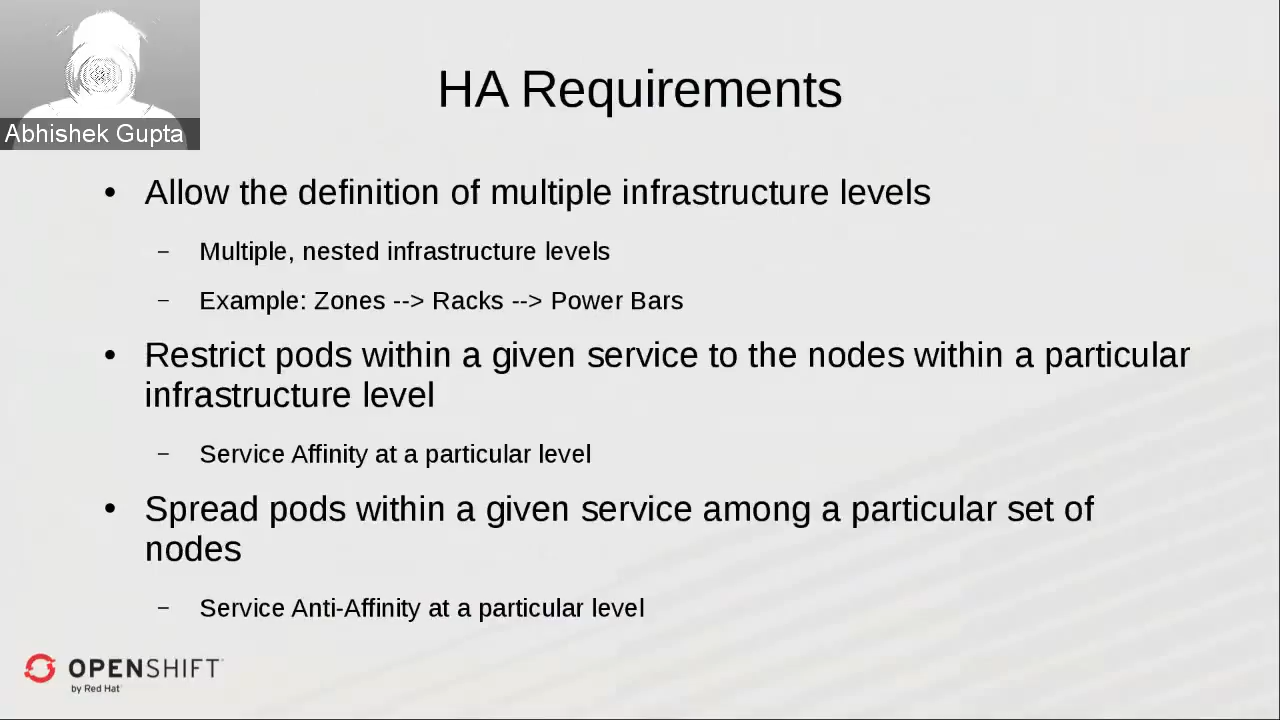 Abhishek Gupta
HA Requirements
• Allow the definition of multiple infrastructure levels
– Multiple, nested infrastructure levels
– Example: Zones --> Racks --> Power Bars
• Restrict pods within a given service to the nodes within a particular
infrastructure level
– Service Affinity at a particular level
• Spread pods within a given service among a particular set of
nodes
– Service Anti-Affinity at a particular level
OPENSHIFT
by Red Hat